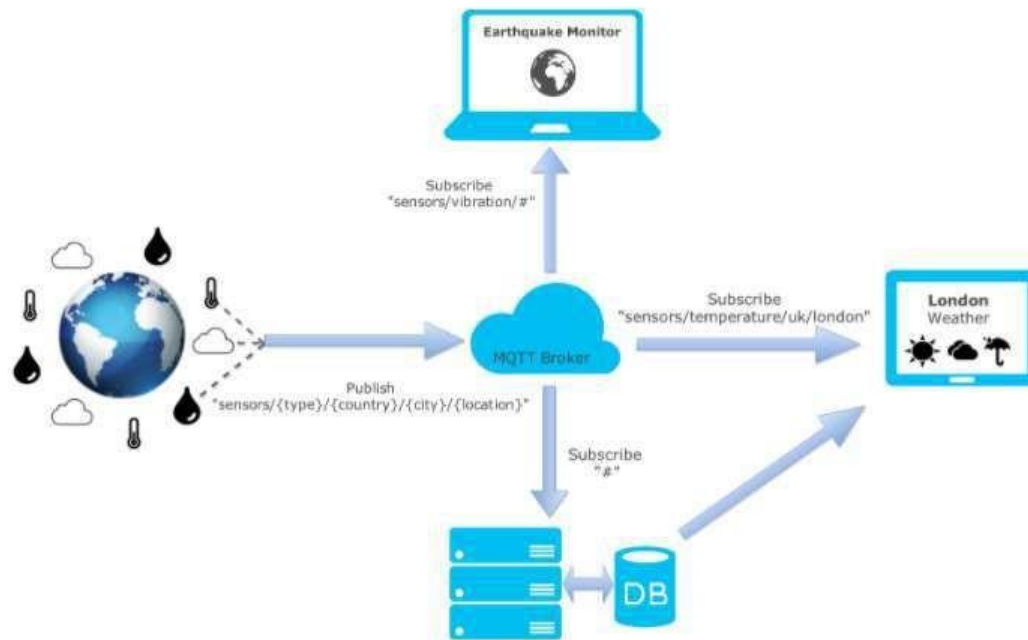 Earthquake Monitor
Subscribe
"sensors/vibration/#"
Subscribe
"sensors/temperature/uk/london"
London
Weather
MQTT Broker
Publish
"sensors/{type}/{country}/{city}/{location}"
Subscribe
"#"
DB